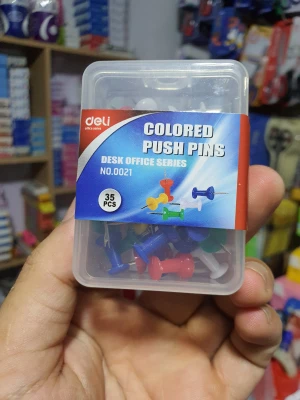 deli
COLORED
PUSH PINS
DESK OFFICE SERIES
NO.0021
35
PCS